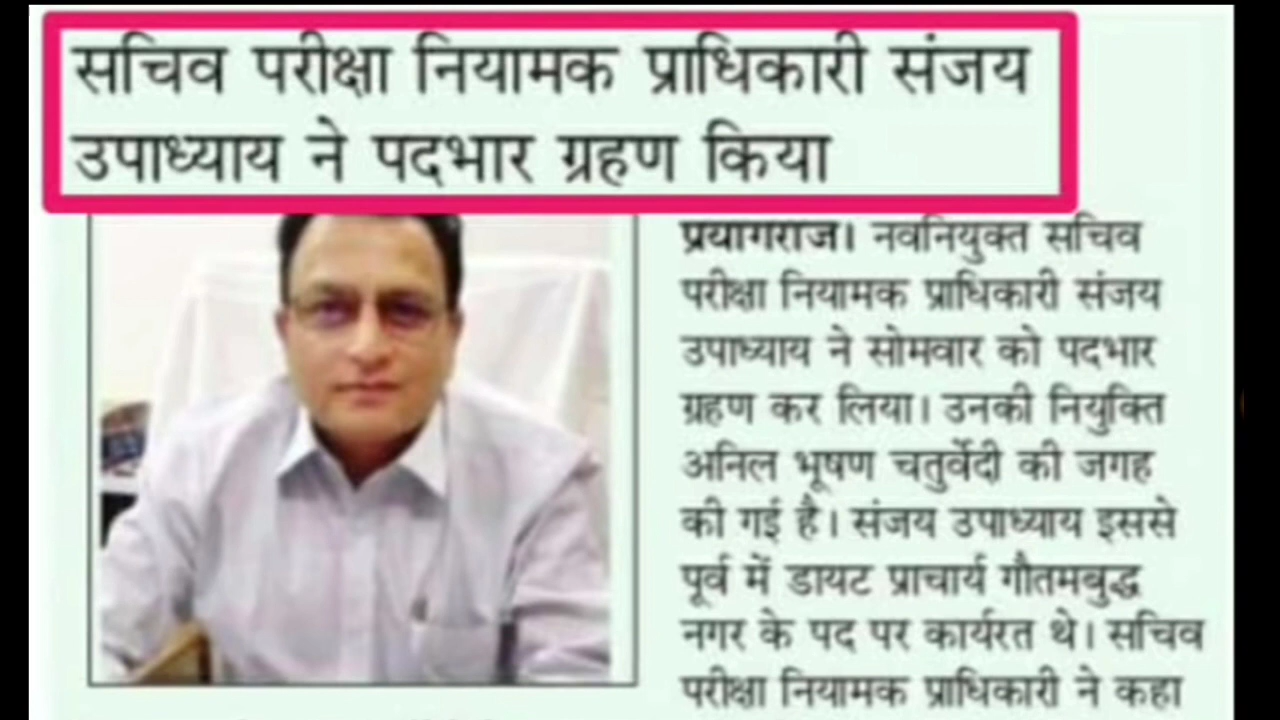 सचिव परीक्षा नियामक प्राधिकारी संजय
उपाध्याय ने पदभार ग्रहण किया
प्रयागराज। नवनियुक्त सचिव
परीक्षा नियामक प्राधिकारी संजय
उपाध्याय ने सोमवार को पदभार
ग्रहण कर लिया। उनकी नियुक्ति
अनिल भूषण चतुर्वेदी की जगह
की गई है। संजय उपाध्याय इससे
पूर्व में डायट प्राचार्य गौतमबुद्ध
नगर के पद पर कार्यरत थे। सचिव
परीक्षा नियामक प्राधिकारी ने कहा